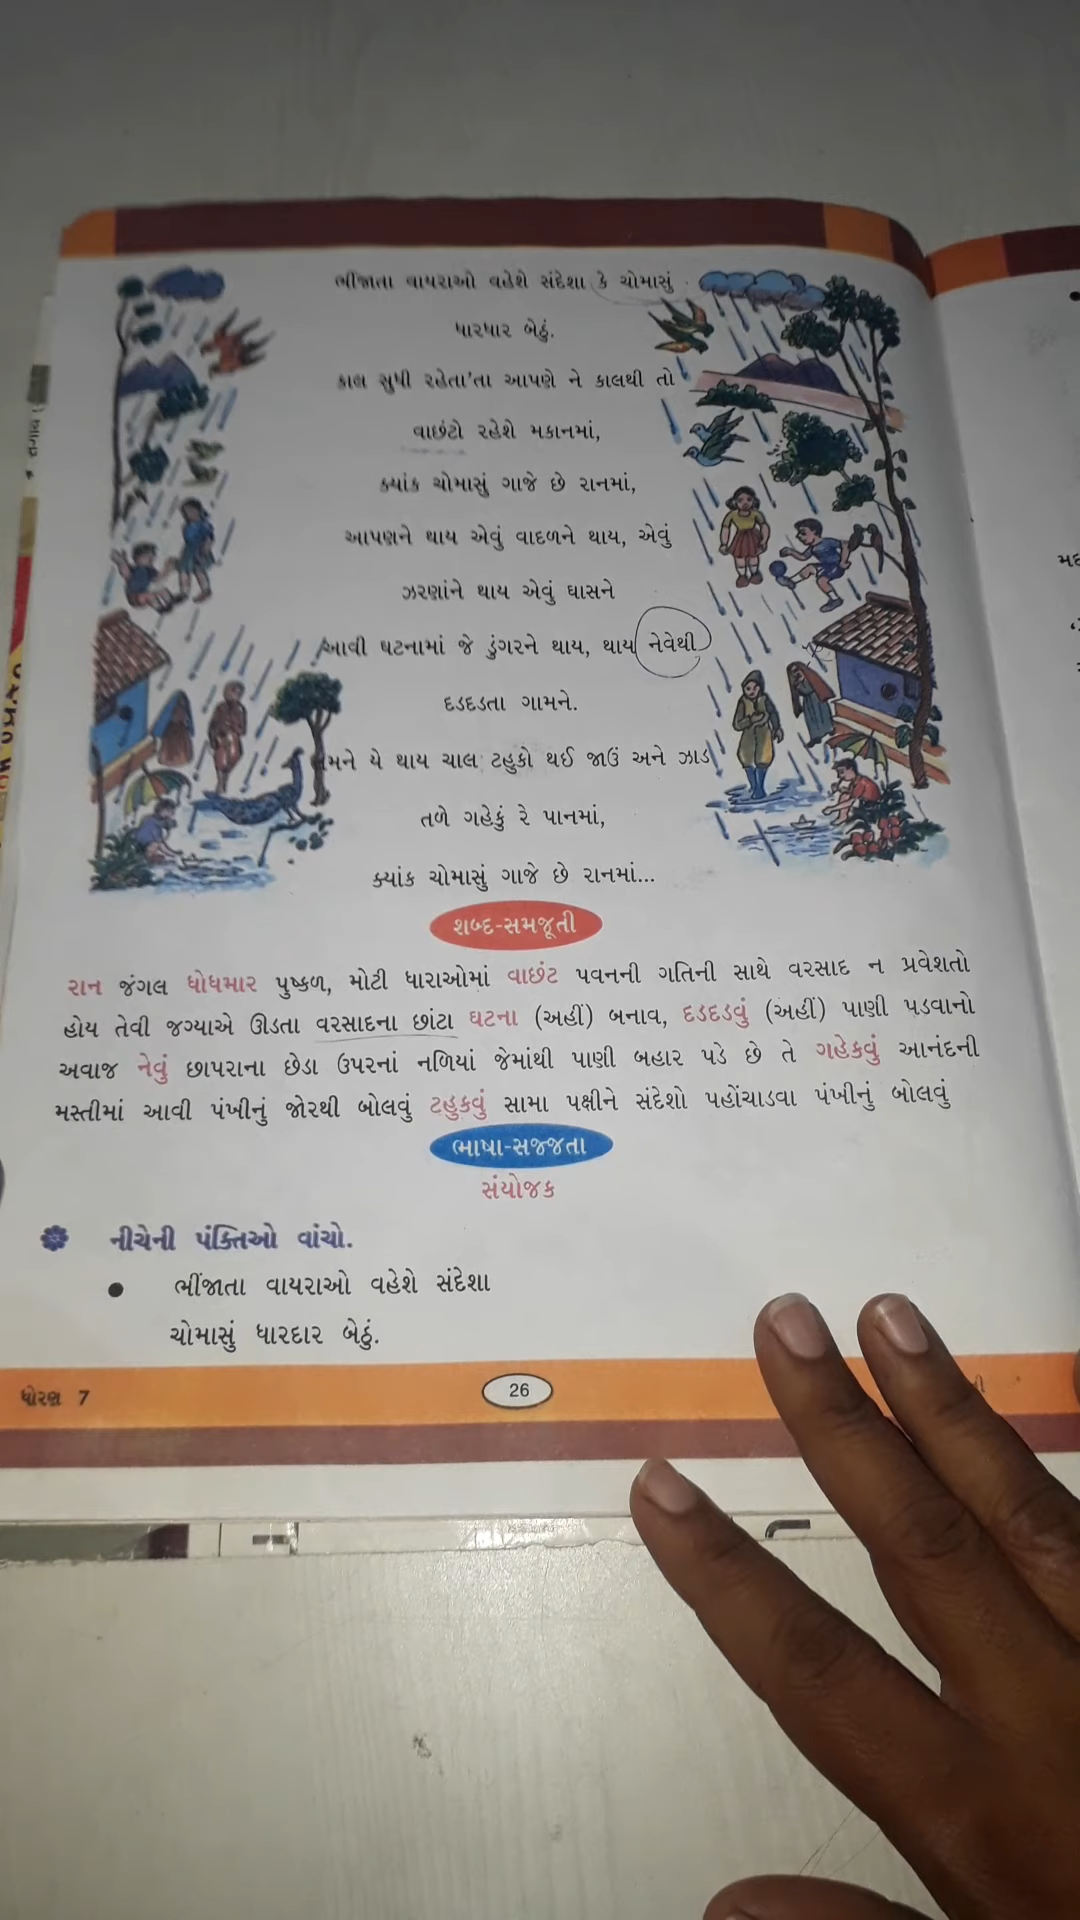 ભીંજાતા વાયરાઓ વહેશે સંદેશા કે ચોમાસું
ધારધાર બેઠું.
કાલ સુધી રહેતા'તા આપણે ને કાલથી તો
વાછંટો રહેશે મકાનમાં,
ક્યાંક ચોમાસું ગાજે છે રાનમાં,
આપણને થાય એવું વાદળને થાય, એવું
ઝરણાંને થાય એવું ઘાસને
આવી ઘટનામાં જે ડુંગરને થાય, થાય નેવેથી
દડદડતા ગામને.
મને યે થાય ચાલ ટહુકો થઈ જાઉં અને ઝાડ
તળે ગહેકું રે પાનમાં,
ક્યાંક ચોમાસું ગાજે છે રાનમાં...
શબ્દ-સમજૂતી
રાન જંગલ ધોધમાર પુષ્કળ, મોટી ધારાઓમાં વાછંટ પવનની ગતિની સાથે વરસાદ ન પ્રવેશતો
હોય તેવી જગ્યાએ ઊડતા વરસાદના છાંટા ઘટના (અહીં) બનાવ, દડદડવું (અહીં) પાણી પડવાનો
અવાજ નેવું છાપરાના છેડા ઉપરનાં નળિયાં જેમાંથી પાણી બહાર પડે છે તે ગહેકવું આનંદની
મસ્તીમાં આવી પંખીનું જોરથી બોલવું ટહુકવું સામા પક્ષીને સંદેશો પહોંચાડવા પંખીનું બોલવું
ભાષા-સજ્જતા
સંયોજક
નીચેની પંક્તિઓ વાંચો.
● ભીંજાતા વાયરાઓ વહેશે સંદેશા
ચોમાસું ધારદાર બેઠું.
ધોરણ 7
26